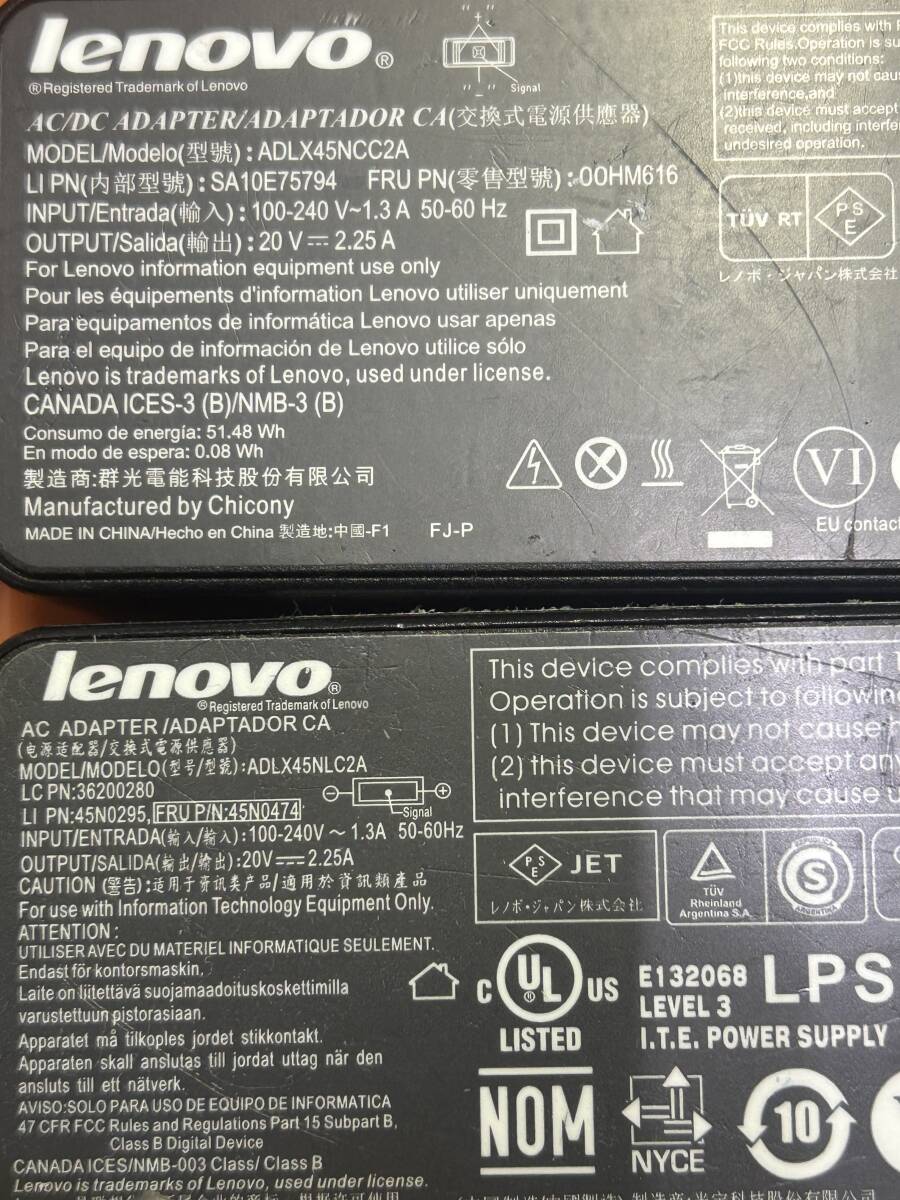 lenovo®
®Registered Trademark of Lenovo
Signal
AC/DC ADAPTER/ADAPTADOR CA(交換式電源供應器)
MODEL/Modelo(型號):ADLX45NCC2A
LI PN(内部型號):SA10E75794 FRU PN(零售型號):00HM616
INPUT/Entrada(輸入):100-240 V~1.3 A 50-60 Hz
OUTPUT/Salida(輸出):20 V⎓2.25 A
For Lenovo information equipment use only
Pour les équipements d'information Lenovo utiliser uniquement
Para equipamentos de informática Lenovo usar apenas
Para el equipo de información de Lenovo utilice sólo
Lenovo is trademarks of Lenovo, used under license.
CANADA ICES-3 (B)/NMB-3 (B)
Consumo de energía: 51.48 Wh
En modo de espera: 0.08 Wh
製造商:群光電能科技股份有限公司
Manufactured by Chicony
MADE IN CHINA/Hecho en China 製造地:中國-F1 FJ-P
This device complies with
FCC Rules.Operation is su
following two conditions:
(1)this device may not cau
interference,and
(2)this device must accept
received, including interfe
undesired operation.
TÜV RT
PSE
レノボ・ジャパン株式会社
VI
EU contact
lenovo®
®Registered Trademark of Lenovo
AC ADAPTER/ADAPTADOR CA
(电源适配器/交換式電源供應器)
MODEL/MODELO(型号/型號):ADLX45NLC2A
LC PN:36200280
LI PN:45N0295, FRU P/N:45N0474
Signal
INPUT/ENTRADA(输入/輸入):100-240V~1.3A 50-60Hz
OUTPUT/SALIDA(输出/輸出):20V⎓2.25A
CAUTION (警告):适用于资讯类产品/適用於資訊類產品
For use with Information Technology Equipment Only.
ATTENTION:
UTILISER AVEC DU MATERIEL INFORMATIQUE SEULEMENT.
Endast för kontorsmaskin,
Laite on liitettävä suojamaadoituskoskettimilla
varustettuun pistorasiaan.
Apparatet må tilkoples jordet stikkontakt.
Apparaten skall anslutas till jordat uttag när den
ansluts till ett nätverk.
AVISO:SOLO PARA USO DE EQUIPO DE INFORMATICA
47 CFR FCC Rules and Regulations Part 15 Subpart B,
Class B Digital Device
CANADA ICES/NMB-003 Class/ Class B
Lenovo is trademarks of Lenovo, used under license.
This device complies with part 1
Operation is subject to followin
(1) This device may not cause h
(2) this device must accept any
interference that may cause u
PSE JET
レノボ・ジャパン株式会社
TÜV
Rheinland
Argentina S.A.
S
ARGENTINA
C UL® US
LISTED
E132068
LEVEL 3
LPS
I.T.E. POWER SUPPLY
NOM
NYCE
10